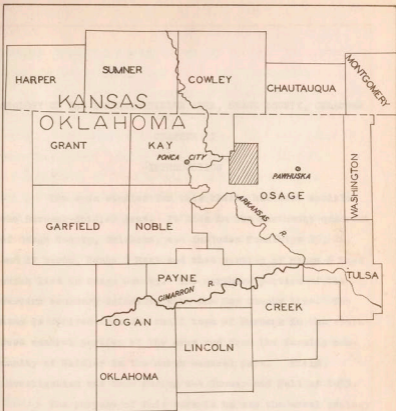 HARPER
SUMNER
COWLEY
CHAUTAUQUA
MONTGOMERY
KANSAS
OKLAHOMA
GRANT
KAY
PONCA CITY
PAWHUSKA
OSAGE
WASHINGTON
ARKANSAS R.
GARFIELD
NOBLE
PAYNE
CIMARRON R.
TULSA
CREEK
LOGAN
LINCOLN
OKLAHOMA